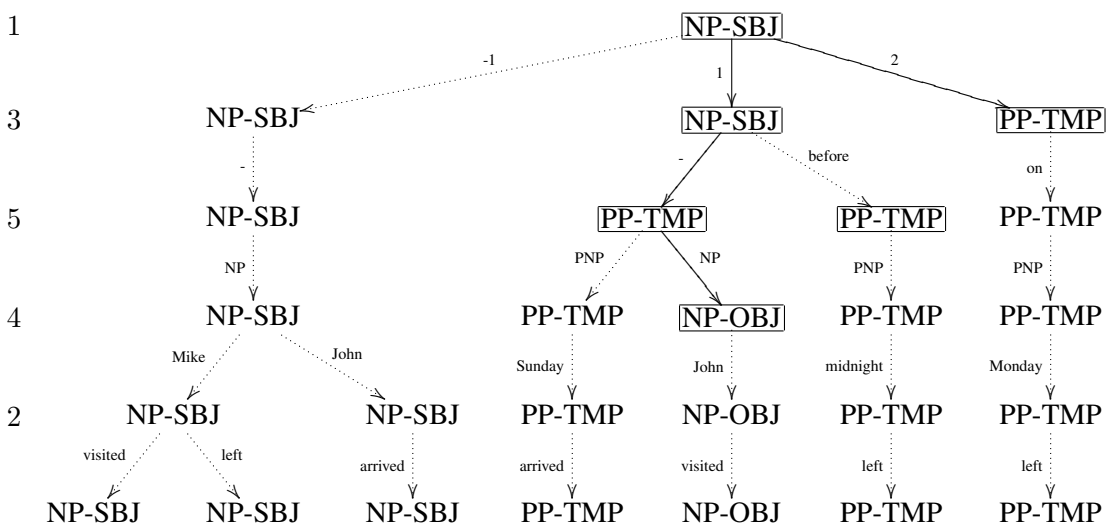 1 NP-SBJ
-1 1 2
3 NP-SBJ NP-SBJ PP-TMP
- - before on
5 NP-SBJ PP-TMP PP-TMP PP-TMP
NP PNP NP PNP PNP
4 NP-SBJ PP-TMP NP-OBJ PP-TMP PP-TMP
Mike John Sunday John midnight Monday
2 NP-SBJ NP-SBJ PP-TMP NP-OBJ PP-TMP PP-TMP
visited left arrived arrived visited left left
NP-SBJ NP-SBJ NP-SBJ PP-TMP NP-OBJ PP-TMP PP-TMP